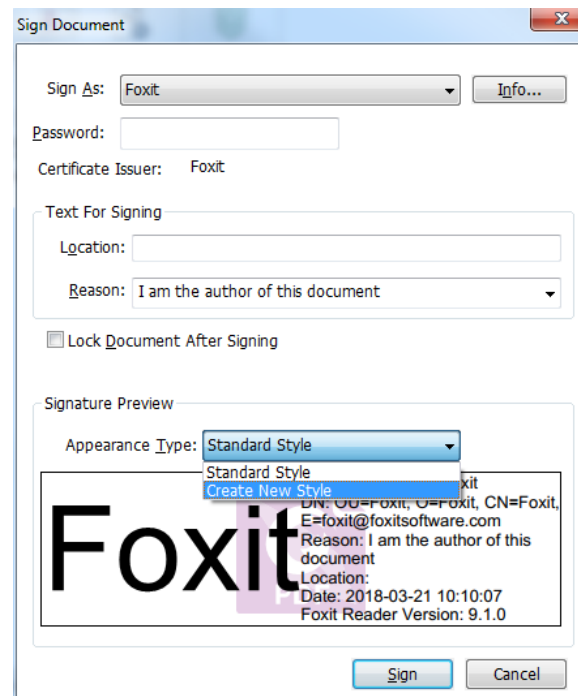 Sign Document
Sign As: Foxit Info...
Password:
Certificate Issuer: Foxit
Text For Signing
Location:
Reason: I am the author of this document
Lock Document After Signing
Signature Preview
Appearance Type: Standard Style
Standard Style
Create New Style
xit
DN: OU=Foxit, O=Foxit, CN=Foxit,
E=foxit@foxitsoftware.com
Foxit
Reason: I am the author of this
document
Location:
Date: 2018-03-21 10:10:07
Foxit Reader Version: 9.1.0
Sign Cancel